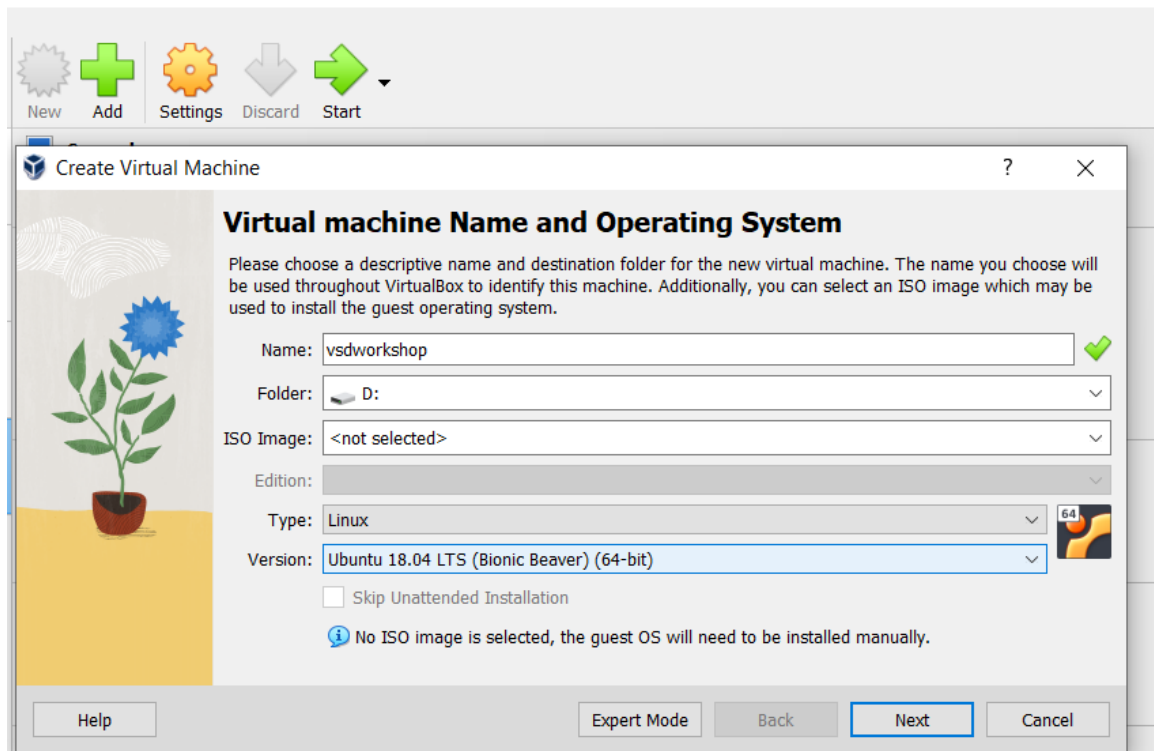 New Add Settings Discard Start
Create Virtual Machine ?
Virtual machine Name and Operating System
Please choose a descriptive name and destination folder for the new virtual machine. The name you choose will
be used throughout VirtualBox to identify this machine. Additionally, you can select an ISO image which may be
used to install the guest operating system.
Name: vsdworkshop
Folder: D:
ISO Image: <not selected>
Edition:
Type: Linux
64
Version: Ubuntu 18.04 LTS (Bionic Beaver) (64-bit)
Skip Unattended Installation
No ISO image is selected, the guest OS will need to be installed manually.
Help Expert Mode Back Next Cancel